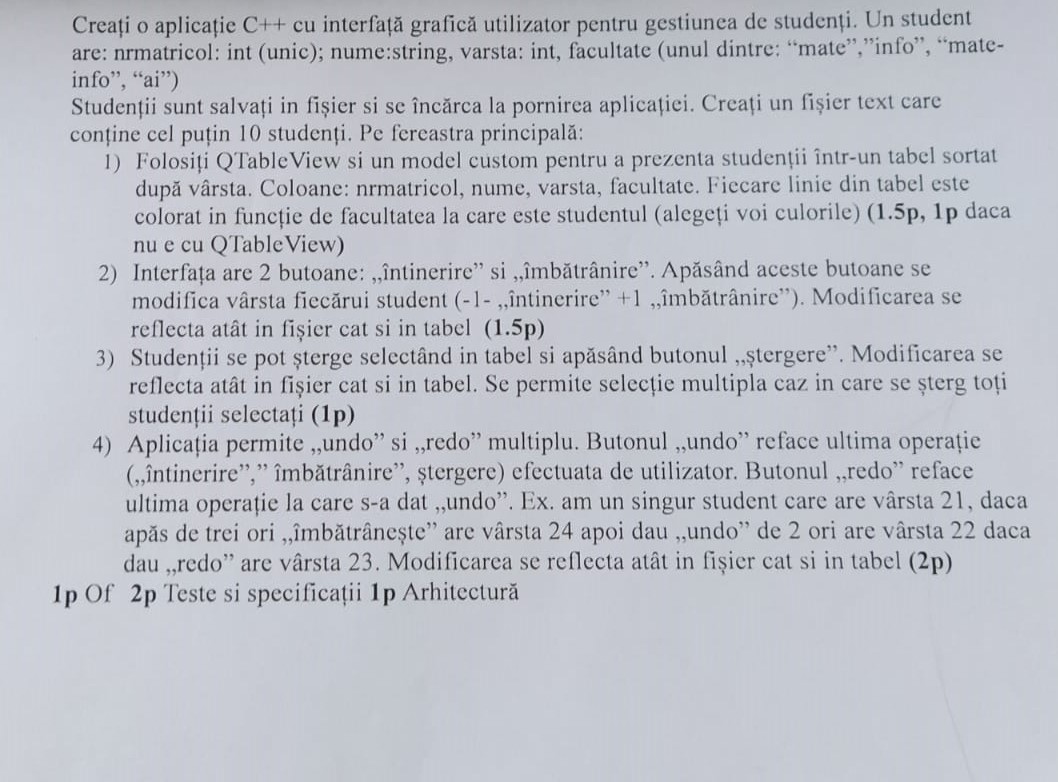 Creați o aplicație C++ cu interfață grafică utilizator pentru gestiunea de studenți. Un student
are: nrmatricol: int (unic); nume:string, varsta: int, facultate (unul dintre: “mate”,”info”, “mate-
info”, “ai”)
Studenții sunt salvați in fișier si se încărca la pornirea aplicației. Creați un fișier text care
conține cel puțin 10 studenți. Pe fereastra principală:
1) Folosiți QTableView si un model custom pentru a prezenta studenții într-un tabel sortat
după vârsta. Coloane: nrmatricol, nume, varsta, facultate. Fiecare linie din tabel este
colorat in funcție de facultatea la care este studentul (alegeți voi culorile) (1.5p, 1p daca
nu e cu QTableView)
2) Interfața are 2 butoane: „întinerire” si „îmbătrânire”. Apăsând aceste butoane se
modifica vârsta fiecărui student (-1- „întinerire” +1 „îmbătrânire”). Modificarea se
reflecta atât in fișier cat si in tabel (1.5p)
3) Studenții se pot șterge selectând in tabel si apăsând butonul „ștergere”. Modificarea se
reflecta atât in fișier cat si in tabel. Se permite selecție multipla caz in care se șterg toți
studenții selectați (1p)
4) Aplicația permite „undo” si „redo” multiplu. Butonul „undo” reface ultima operație
(„întinerire”,” îmbătrânire”, ștergere) efectuata de utilizator. Butonul „redo” reface
ultima operație la care s-a dat „undo”. Ex. am un singur student care are vârsta 21, daca
apăs de trei ori „îmbătrânește” are vârsta 24 apoi dau „undo” de 2 ori are vârsta 22 daca
dau „redo” are vârsta 23. Modificarea se reflecta atât in fișier cat si in tabel (2p)
1p Of 2p Teste si specificații 1p Arhitectură